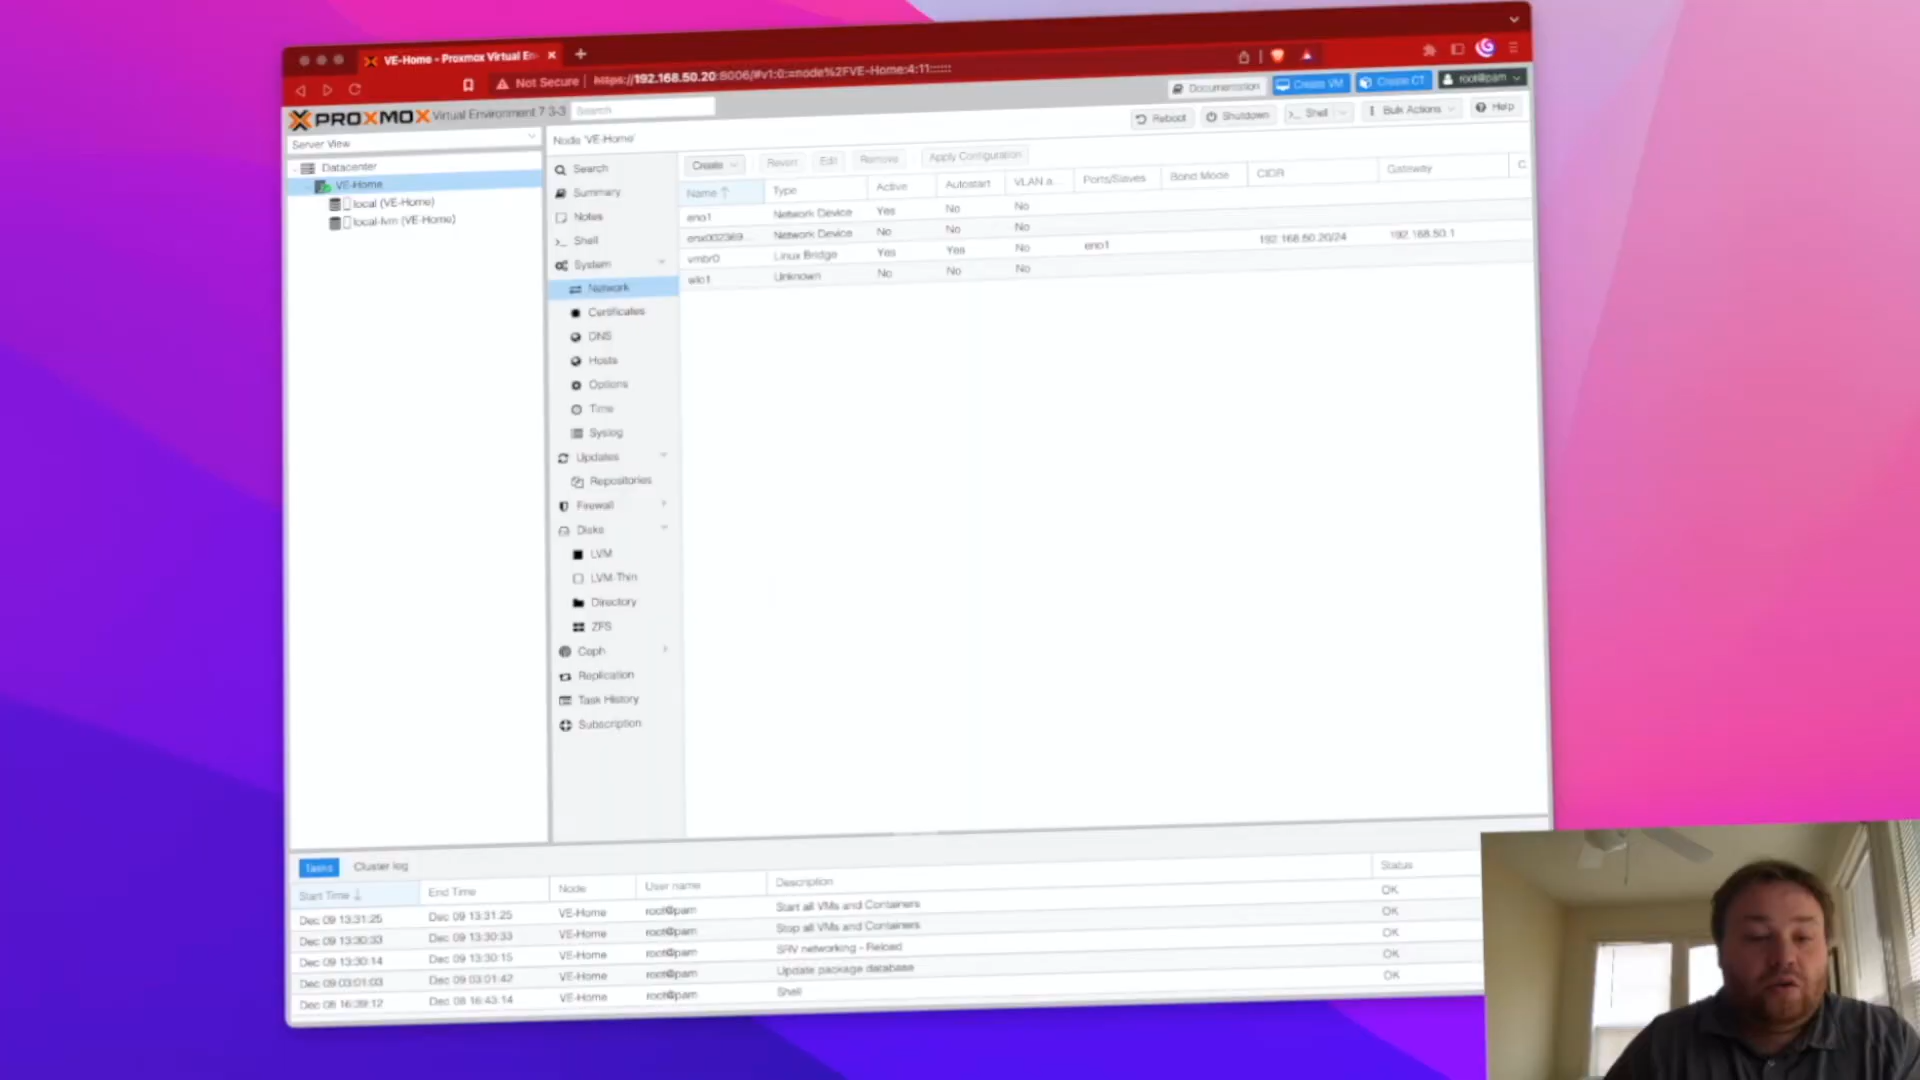 VE-Home - Proxmox Virtual En
Not Secure | https://192.168.50.20:8006/#v1:0:=node%2FVE-Home:4:11::::::
PROXMOX Virtual Environment 7.3-3 Search
Documentation Create VM Create CT root@pam
Server View
Node 'VE-Home'
Reboot Shutdown Shell Bulk Actions Help
Datacenter
VE-Home
local (VE-Home)
local-lvm (VE-Home)
Search
Summary
Notes
Shell
System
Network
Certificates
DNS
Hosts
Options
Time
Syslog
Updates
Repositories
Firewall
Disks
LVM
LVM-Thin
Directory
ZFS
Ceph
Replication
Task History
Subscription
Create Revert Edit Remove Apply Configuration
Name Type Active Autostart VLAN a. Ports/Slaves Bond Mode CIDR Gateway C
eno1 Network Device Yes No No
Network Device No No No
vmbr0 Linux Bridge Yes Yes No eno1 192.168.50.20/24 192.168.50.1
wlo1 Unknown No No No
Tasks Cluster log
Start Time End Time Node User name Description Status
Dec 09 13:31:25 Dec 09 13:31:25 VE-Home root@pam Start all VMs and Containers OK
Dec 09 13:30:33 Dec 09 13:30:33 VE-Home root@pam Stop all VMs and Containers OK
Dec 09 13:30:14 Dec 09 13:30:15 VE-Home root@pam SRV networking - Reload OK
Dec 09 03:01:03 Dec 09 03:01:42 VE-Home root@pam Update package database OK
Dec 08 16:39:12 Dec 08 16:43:14 VE-Home root@pam Shell OK